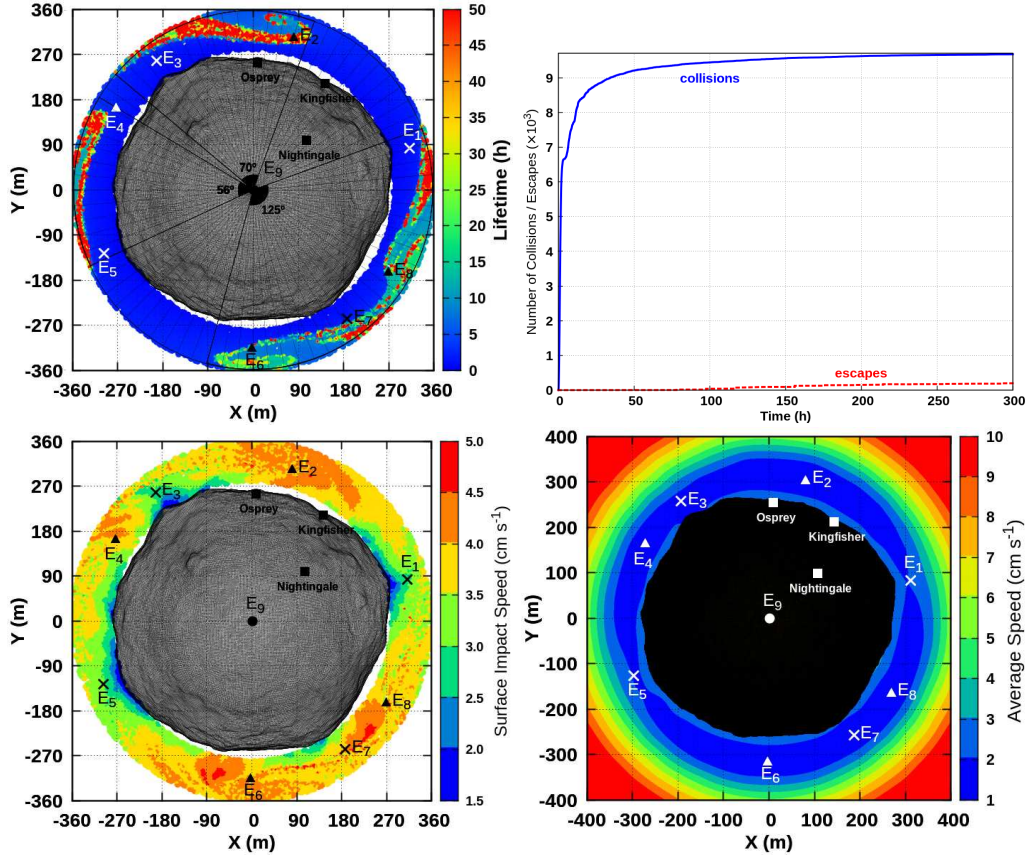 360
270
180
90
0
-90
-180
-270
-360
Y (m)
-360 -270 -180 -90 0 90 180 270 360
X (m)
E2
E3
Osprey
Kingfisher
E4
E1
Nightingale
70º
E9
56º
125º
E5
E8
E7
E6
50
45
40
35
30
25
20
15
10
5
0
Lifetime (h)
Number of Collisions / Escapes (×10³)
9
8
7
6
5
4
3
2
1
0
collisions
escapes
0 50 100 150 200 250 300
Time (h)
360
270
180
90
0
-90
-180
-270
-360
Y (m)
-360 -270 -180 -90 0 90 180 270 360
X (m)
E2
E3
Osprey
Kingfisher
E4
E1
Nightingale
E9
E5
E8
E7
E6
5.0
4.5
4.0
3.5
3.0
2.5
2.0
1.5
Surface Impact Speed (cm s⁻¹)
400
300
200
100
0
-100
-200
-300
-400
Y (m)
-400 -300 -200 -100 0 100 200 300 400
X (m)
E2
E3
Osprey
Kingfisher
E4
E1
Nightingale
E9
E5
E8
E7
E6
10
9
8
7
6
5
4
3
2
1
Average Speed (cm s⁻¹)